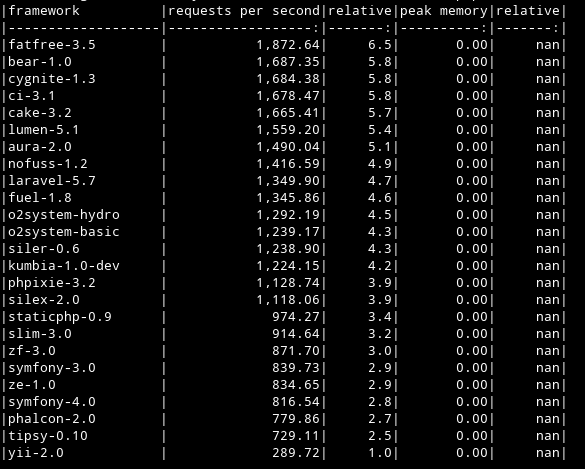 |framework          |requests per second|relative|peak memory|relative|
|-------------------|------------------:|-------:|----------:|-------:|
|fatfree-3.5        |           1,872.64|     6.5|       0.00|     nan|
|bear-1.0           |           1,687.35|     5.8|       0.00|     nan|
|cygnite-1.3        |           1,684.38|     5.8|       0.00|     nan|
|ci-3.1             |           1,678.47|     5.8|       0.00|     nan|
|cake-3.2           |           1,665.41|     5.7|       0.00|     nan|
|lumen-5.1          |           1,559.20|     5.4|       0.00|     nan|
|aura-2.0           |           1,490.04|     5.1|       0.00|     nan|
|nofuss-1.2         |           1,416.59|     4.9|       0.00|     nan|
|laravel-5.7        |           1,349.90|     4.7|       0.00|     nan|
|fuel-1.8           |           1,345.86|     4.6|       0.00|     nan|
|o2system-hydro     |           1,292.19|     4.5|       0.00|     nan|
|o2system-basic     |           1,239.17|     4.3|       0.00|     nan|
|siler-0.6          |           1,238.90|     4.3|       0.00|     nan|
|kumbia-1.0-dev     |           1,224.15|     4.2|       0.00|     nan|
|phpixie-3.2        |           1,128.74|     3.9|       0.00|     nan|
|silex-2.0          |           1,118.06|     3.9|       0.00|     nan|
|staticphp-0.9      |             974.27|     3.4|       0.00|     nan|
|slim-3.0           |             914.64|     3.2|       0.00|     nan|
|zf-3.0             |             871.70|     3.0|       0.00|     nan|
|symfony-3.0        |             839.73|     2.9|       0.00|     nan|
|ze-1.0             |             834.65|     2.9|       0.00|     nan|
|symfony-4.0        |             816.54|     2.8|       0.00|     nan|
|phalcon-2.0        |             779.86|     2.7|       0.00|     nan|
|tipsy-0.10         |             729.11|     2.5|       0.00|     nan|
|yii-2.0            |             289.72|     1.0|       0.00|     nan|